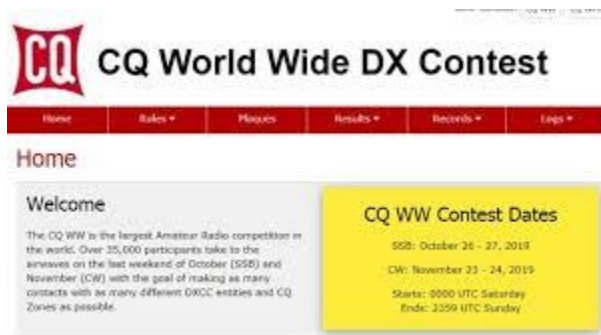 CQ
CQ World Wide DX Contest
Home
Rules
Plaques
Results
Records
Logs
Home
Welcome
The CQ WW is the largest Amateur Radio competition in
the world. Over 35,000 participants take to the
airwaves on the last weekend of October (SSB) and
November (CW) with the goal of making as many
contacts with as many different DXCC entities and CQ
Zones as possible.
CQ WW Contest Dates
SSB: October 26 - 27, 2019
CW: November 23 - 24, 2019
Starts: 0000 UTC Saturday
Ends: 2359 UTC Sunday